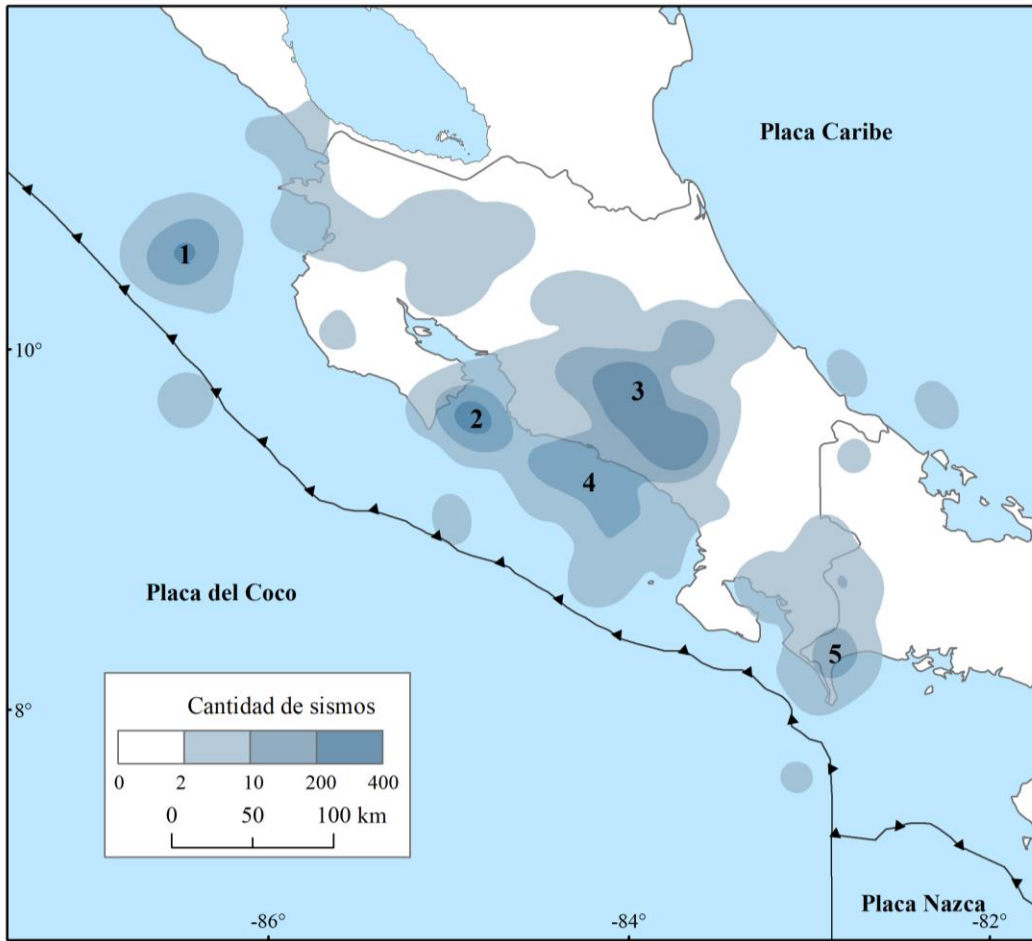 Placa Caribe
1
10°
3
2
4
Placa del Coco
5
8°
Cantidad de sismos
0 2 10 200 400
0 50 100 km
Placa Nazca
-86° -84° -82°